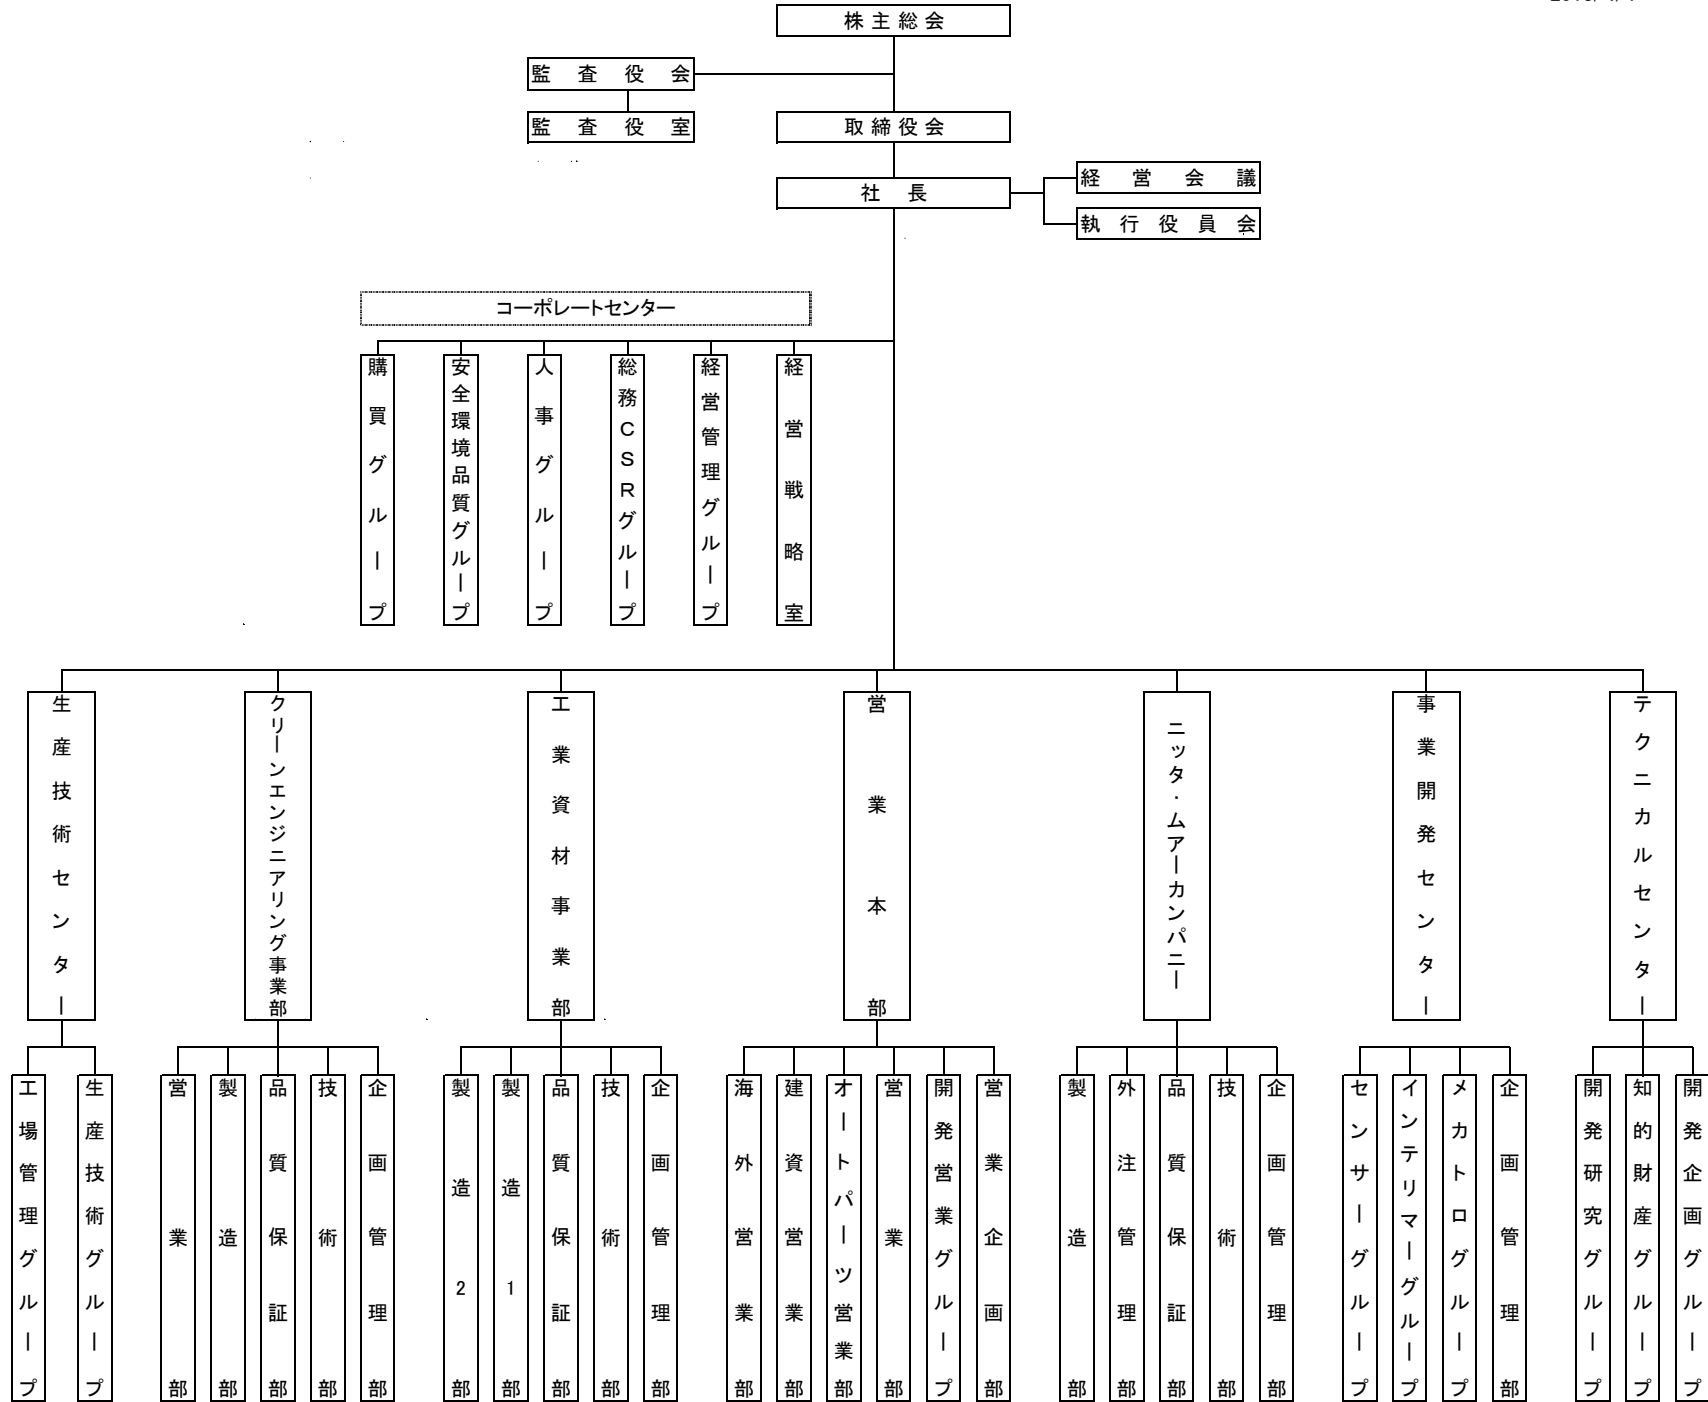 株主総会
監査役会
監査役室
取締役会
社長
経営会議
執行役員会
コーポレートセンター
購買グループ
安全環境品質グループ
人事グループ
総務CSRグループ
経営管理グループ
経営戦略室
生産技術センター
クリーンエンジニアリング事業部
工業資材事業部
営業本部
ニッタ・ムアーカンパニー
事業開発センター
テクニカルセンター
工場管理グループ
生産技術グループ
営業部
製造部
品質保証部
技術部
企画管理部
製造2部
製造1部
品質保証部
技術部
企画管理部
海外営業部
建資営業部
オートパーツ営業部
営業部
開発営業グループ
営業企画部
製造部
外注管理部
品質保証部
技術部
企画管理部
センサーグループ
インテリマーグループ
メカトログループ
企画管理部
開発研究グループ
知的財産グループ
開発企画グループ